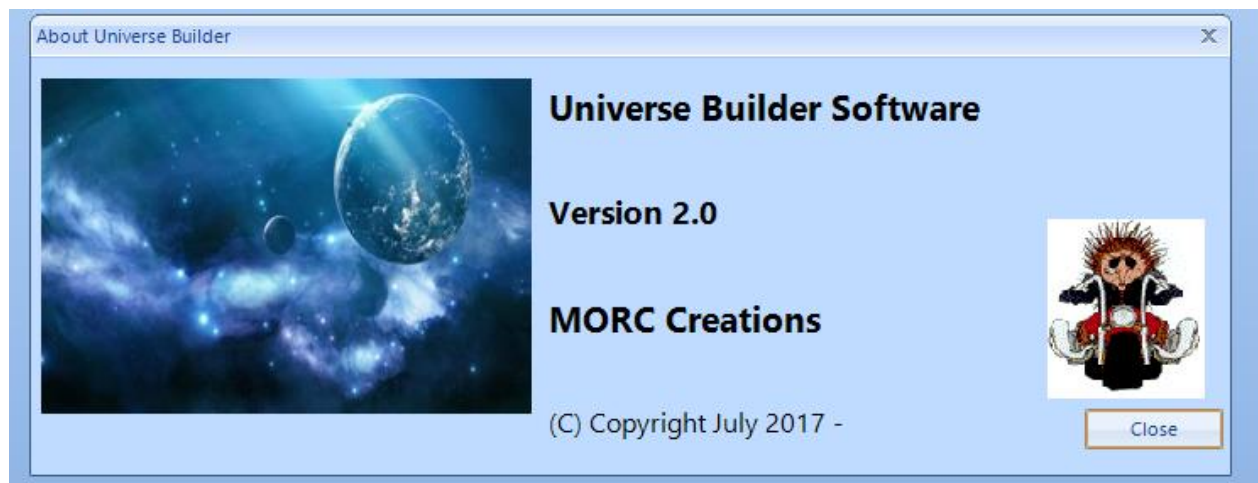 About Universe Builder
Universe Builder Software
Version 2.0
MORC Creations
(C) Copyright July 2017 -
Close